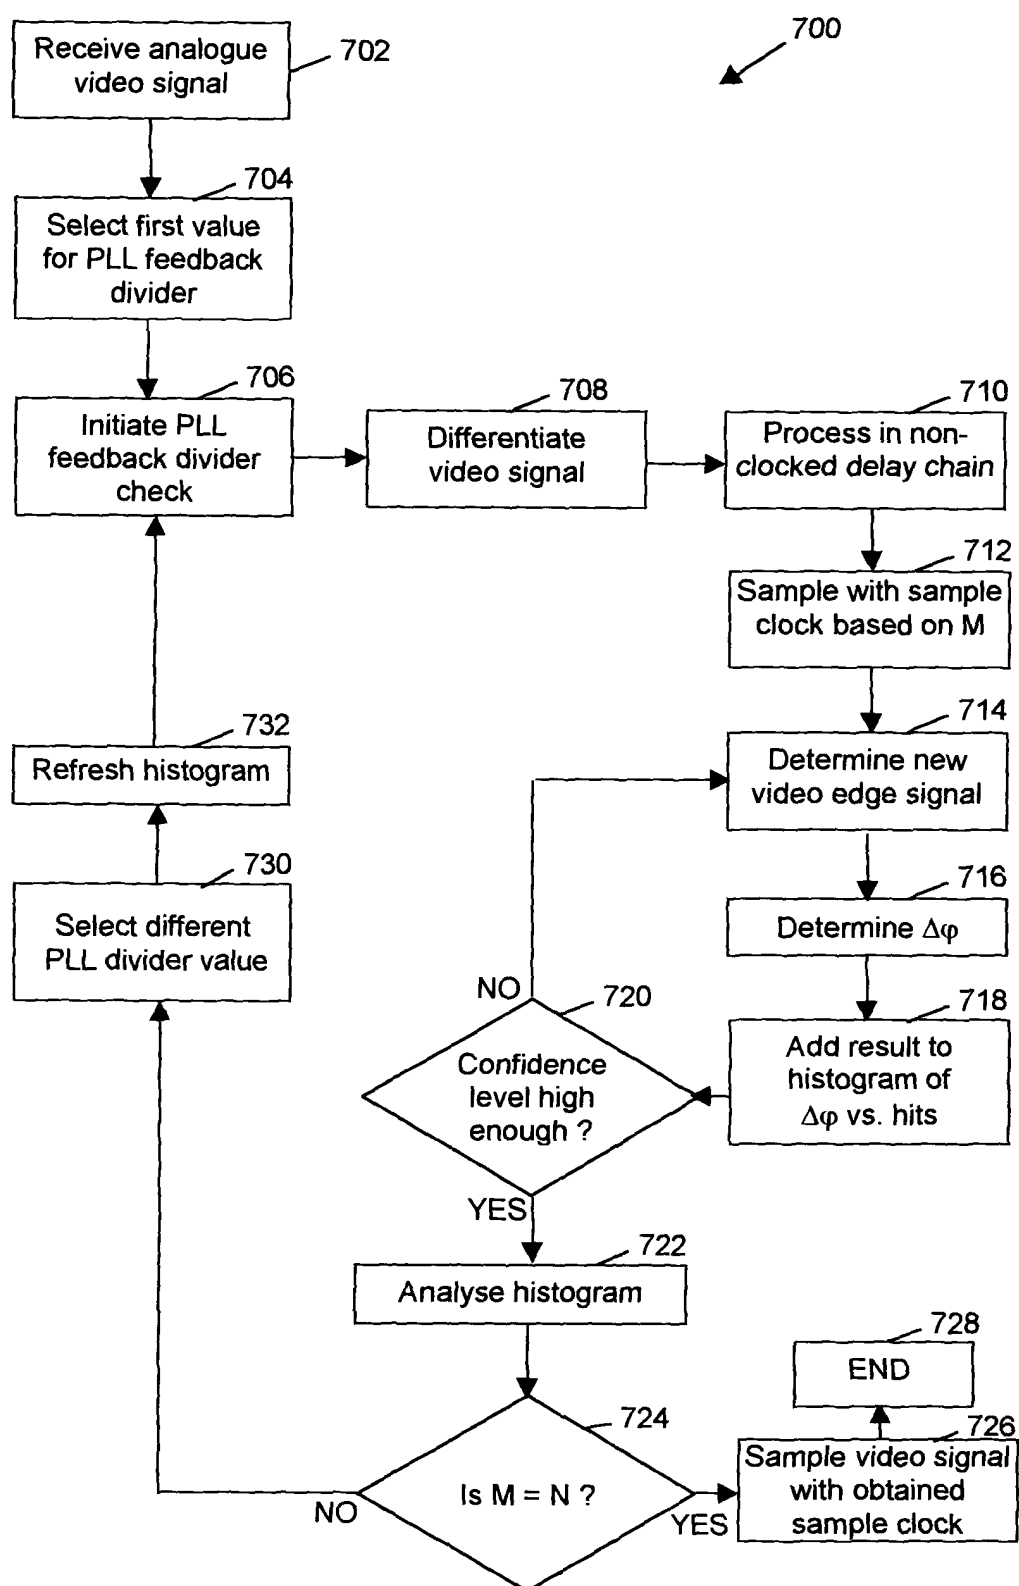 700
Receive analogue
video signal
702
704
Select first value
for PLL feedback
divider
706
Initiate PLL
feedback divider
check
708
Differentiate
video signal
710
Process in non-
clocked delay chain
712
Sample with sample
clock based on M
714
Determine new
video edge signal
716
Determine Δφ
718
Add result to
histogram of
Δφ vs. hits
NO
720
Confidence
level high
enough ?
YES
722
Analyse histogram
724
Is M = N ?
NO
YES
726
Sample video signal
with obtained
sample clock
728
END
730
Select different
PLL divider value
732
Refresh histogram